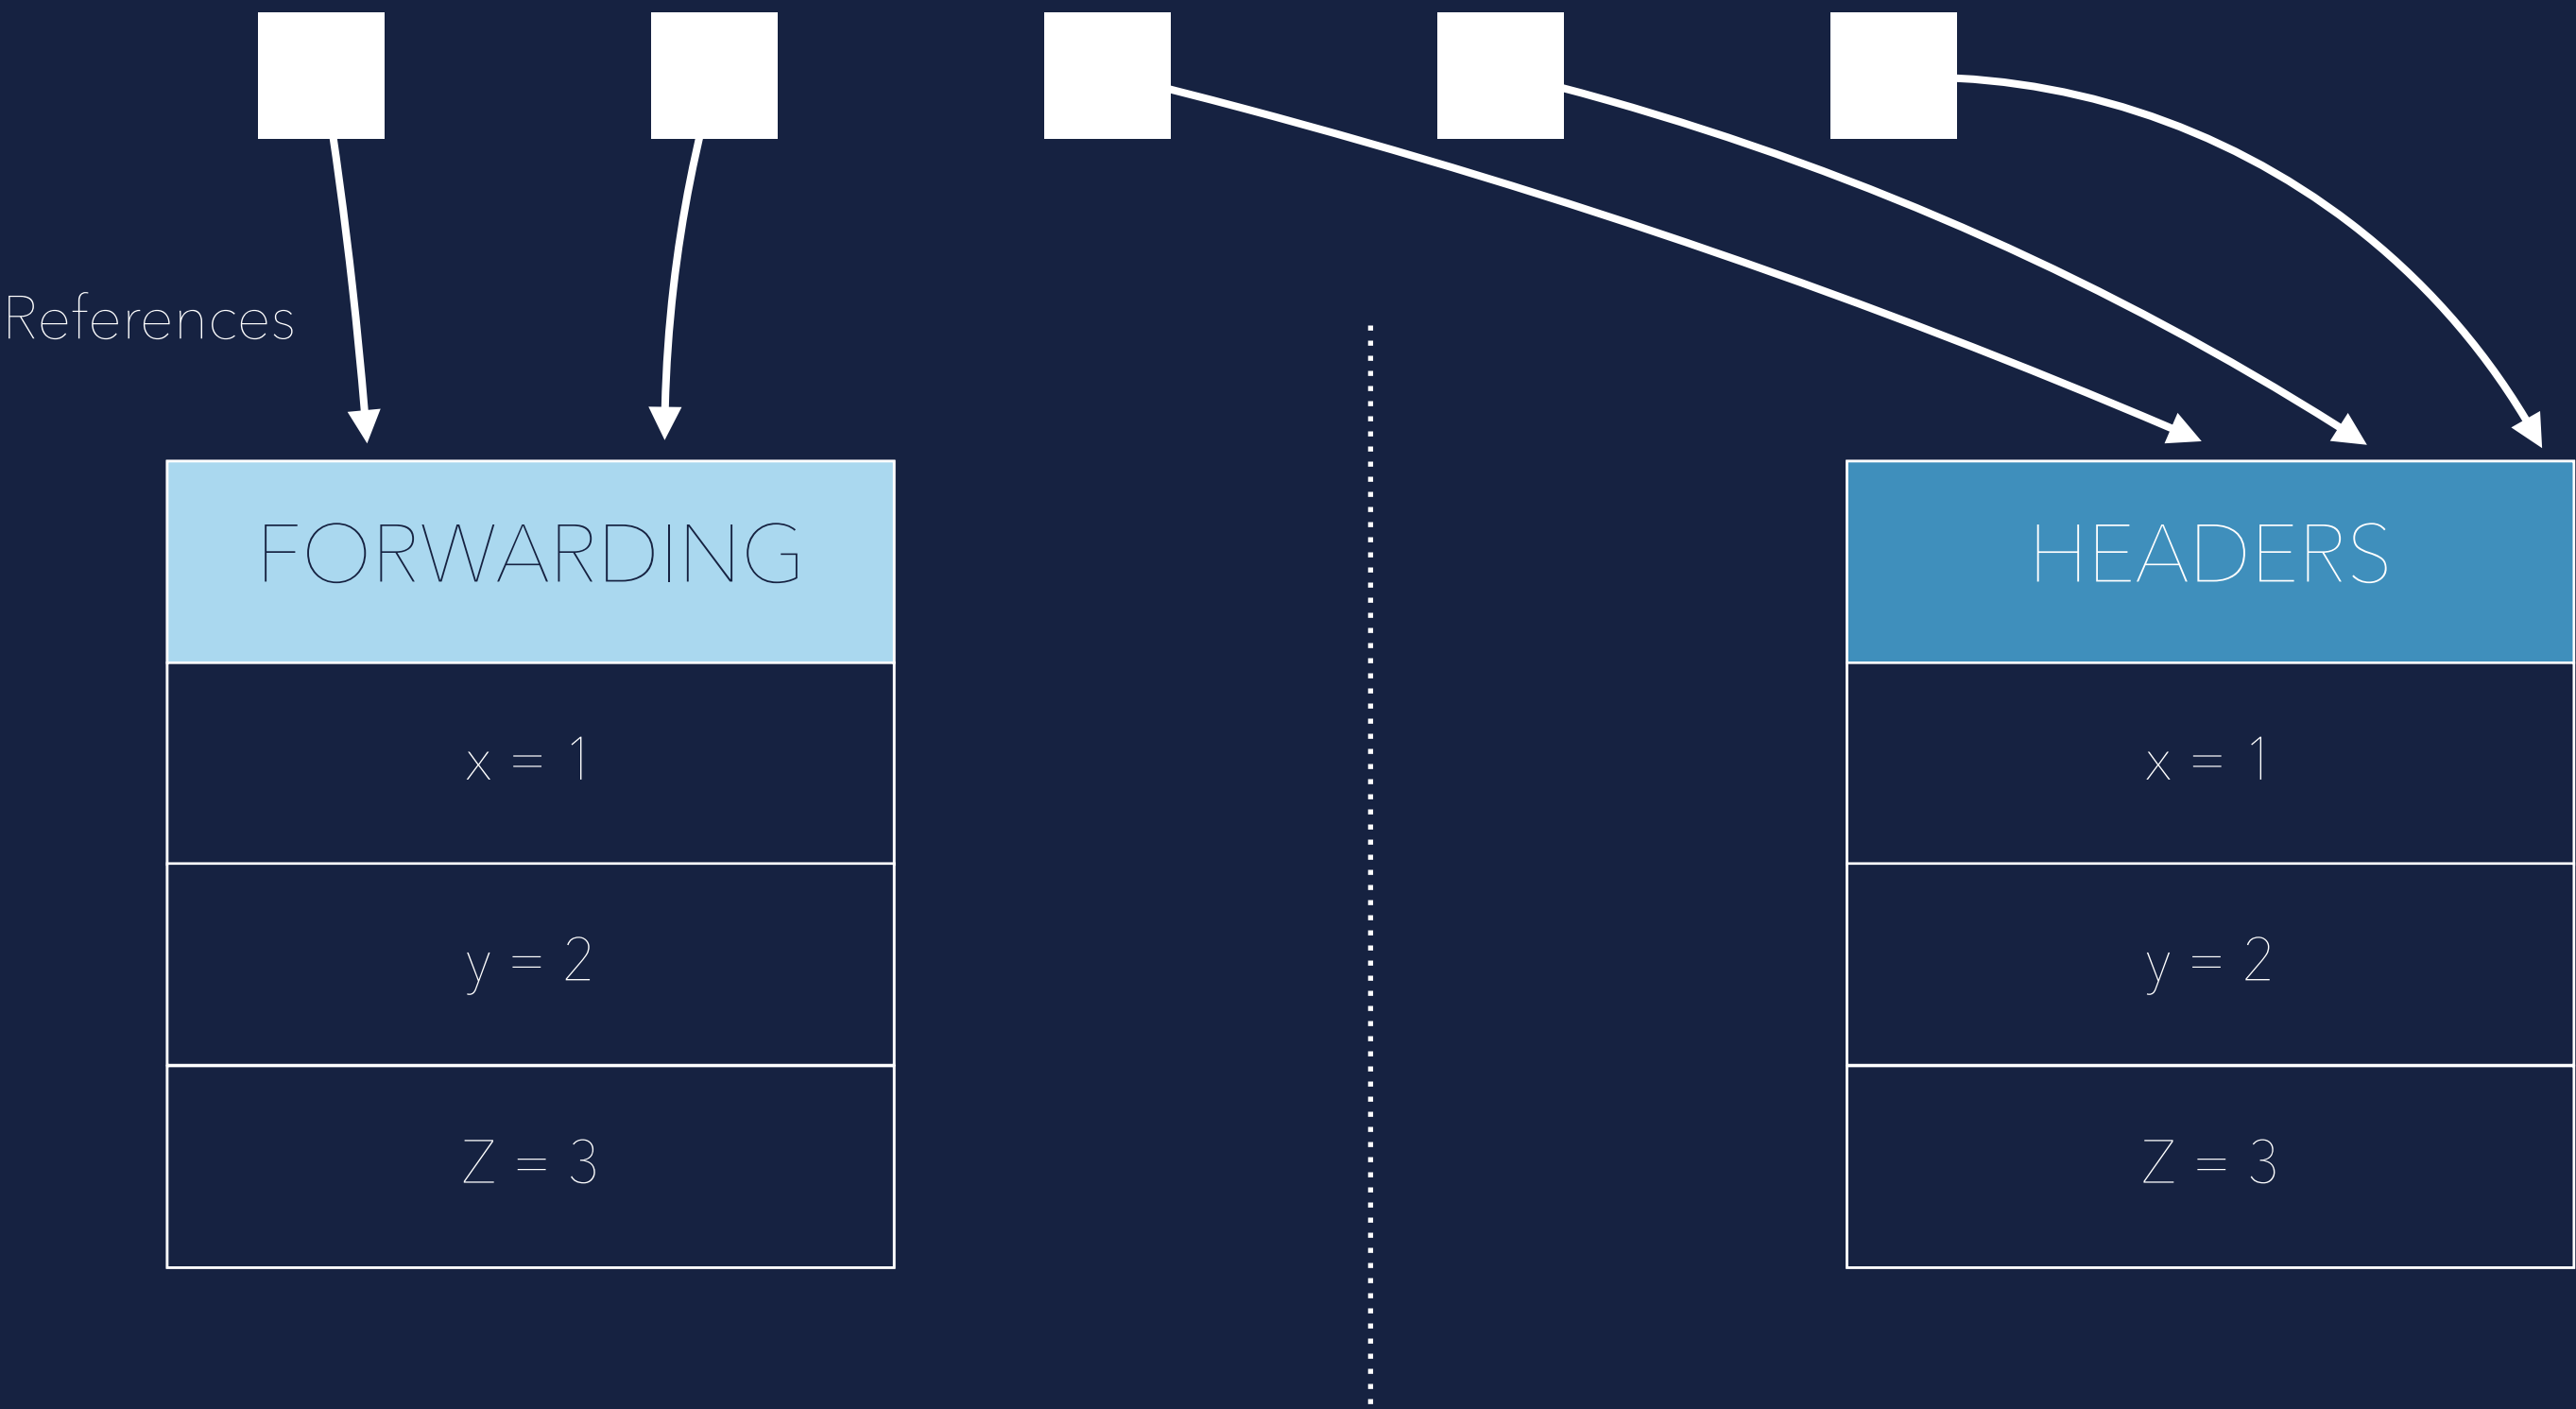 References
FORWARDING
x = 1
y = 2
Z = 3
HEADERS
x = 1
y = 2
Z = 3